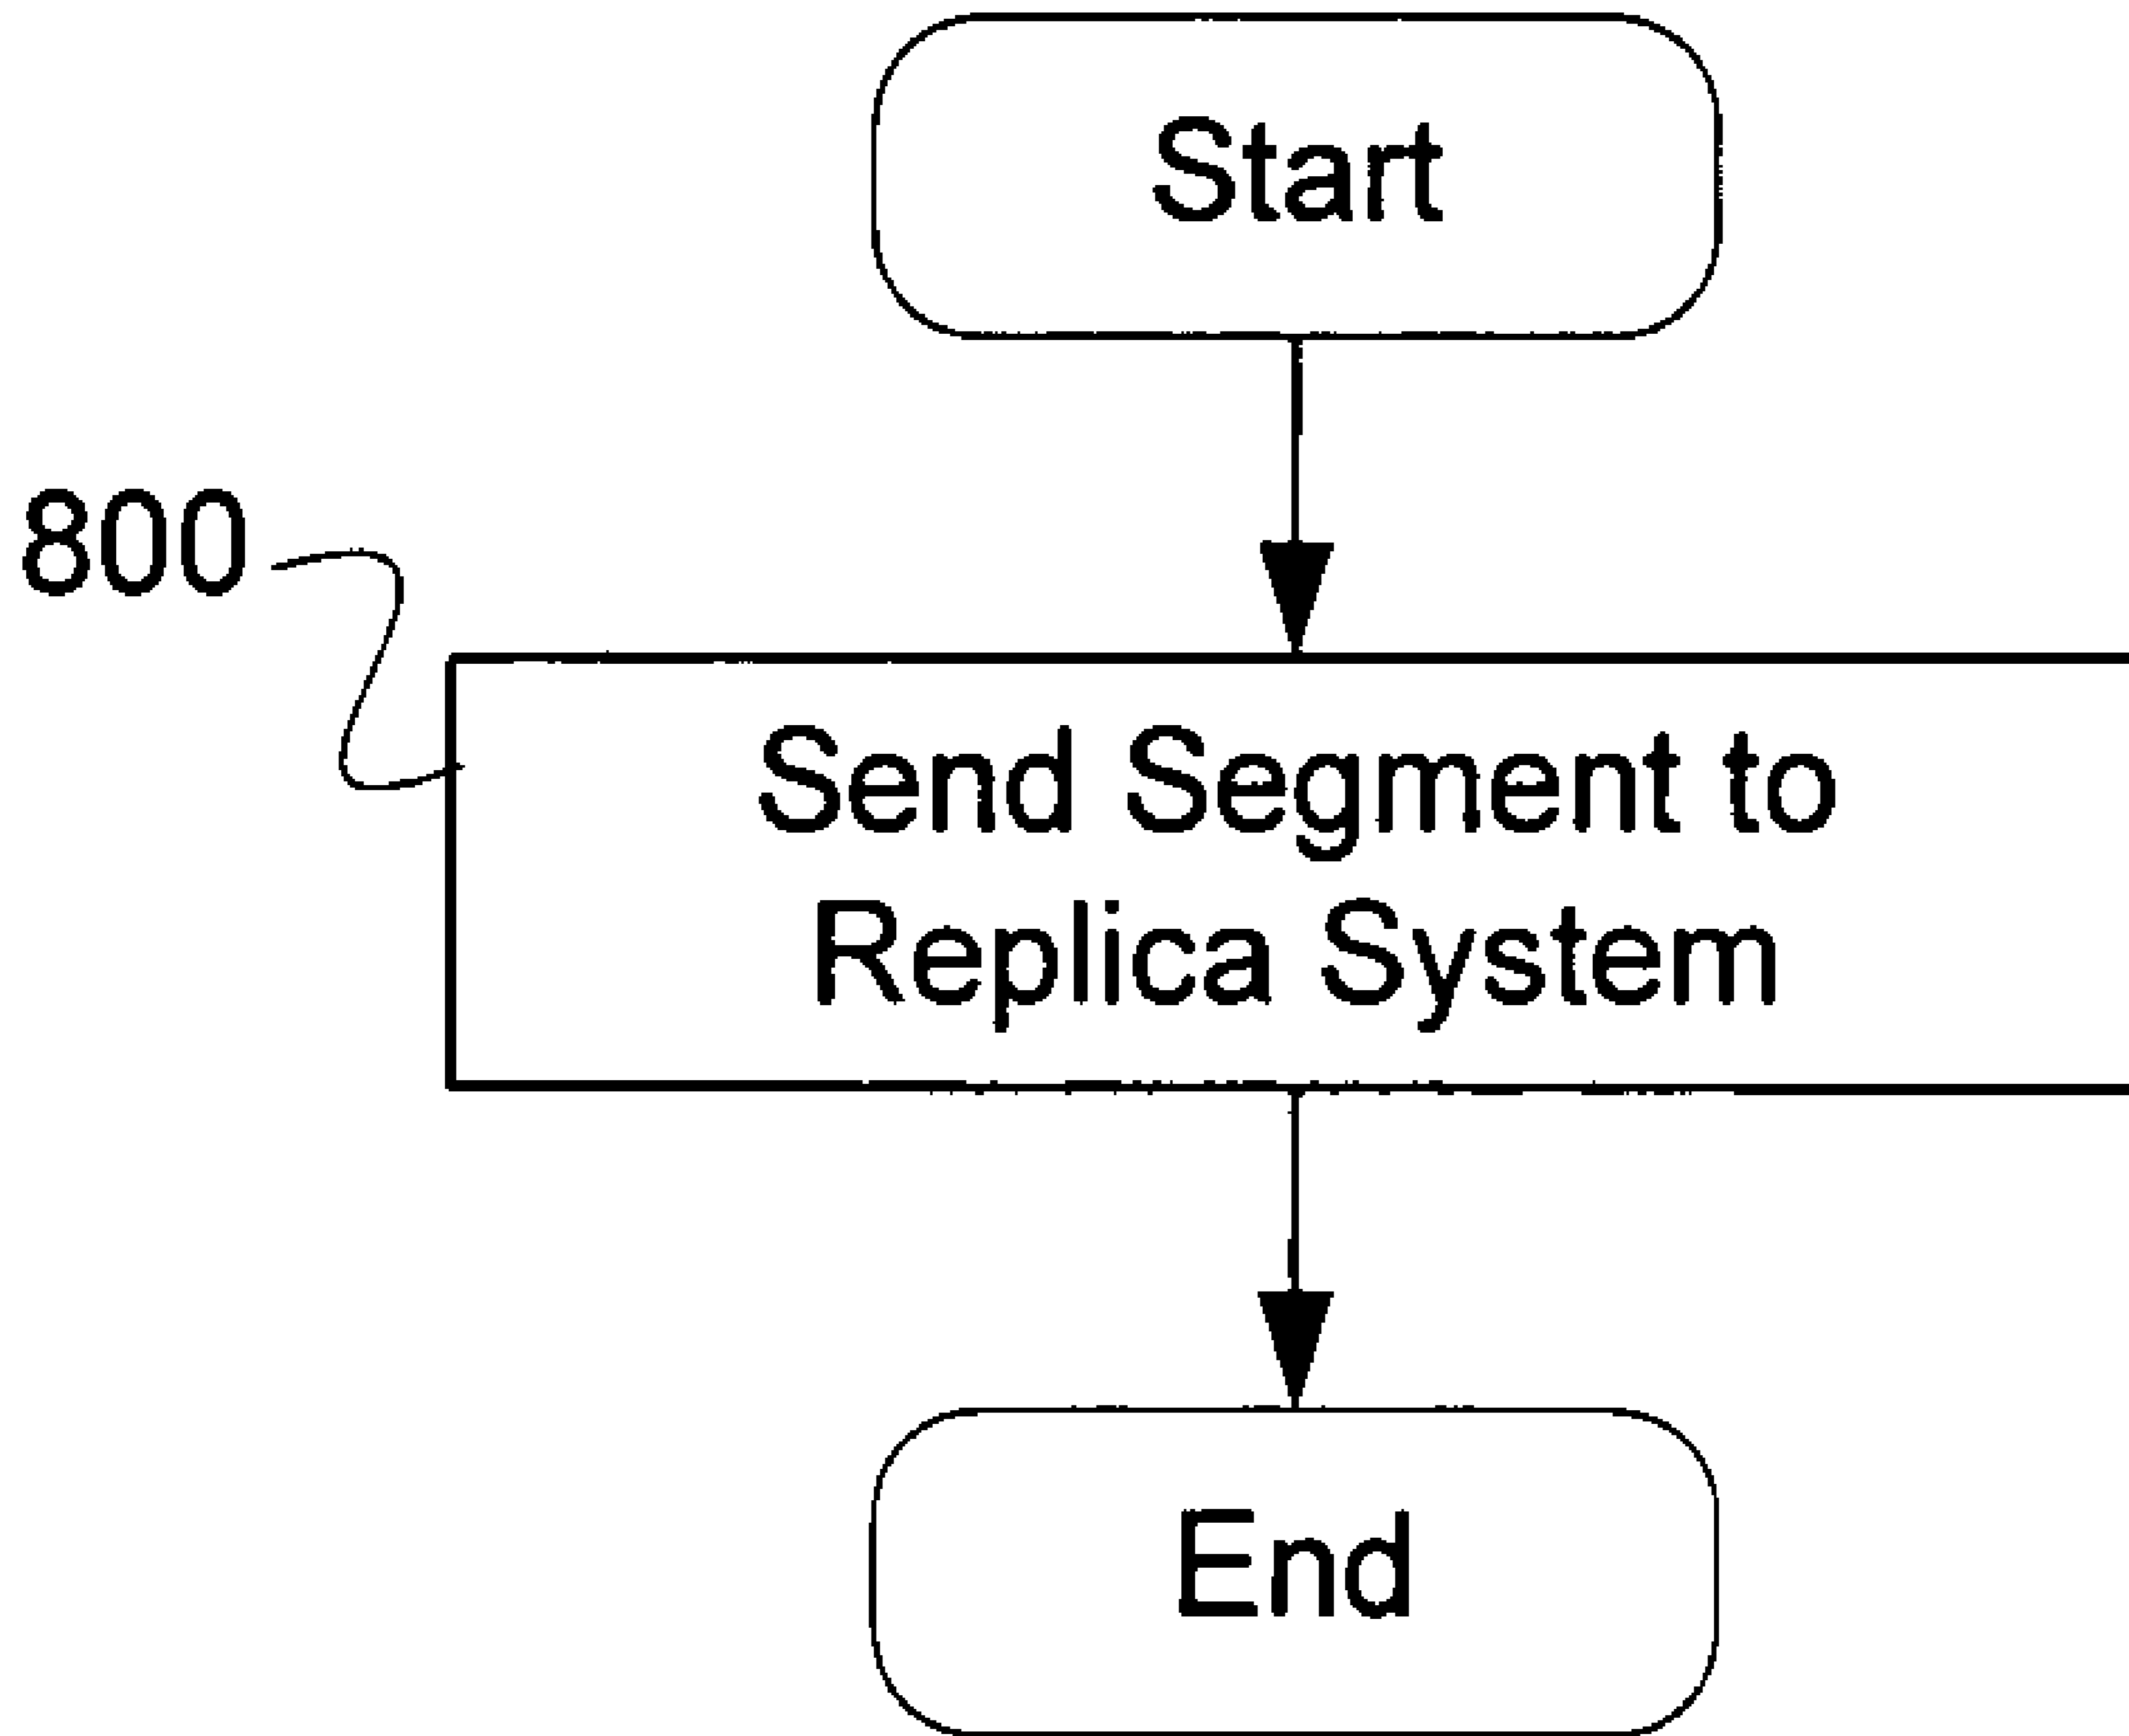 Start
800
Send Segment to
Replica System
End